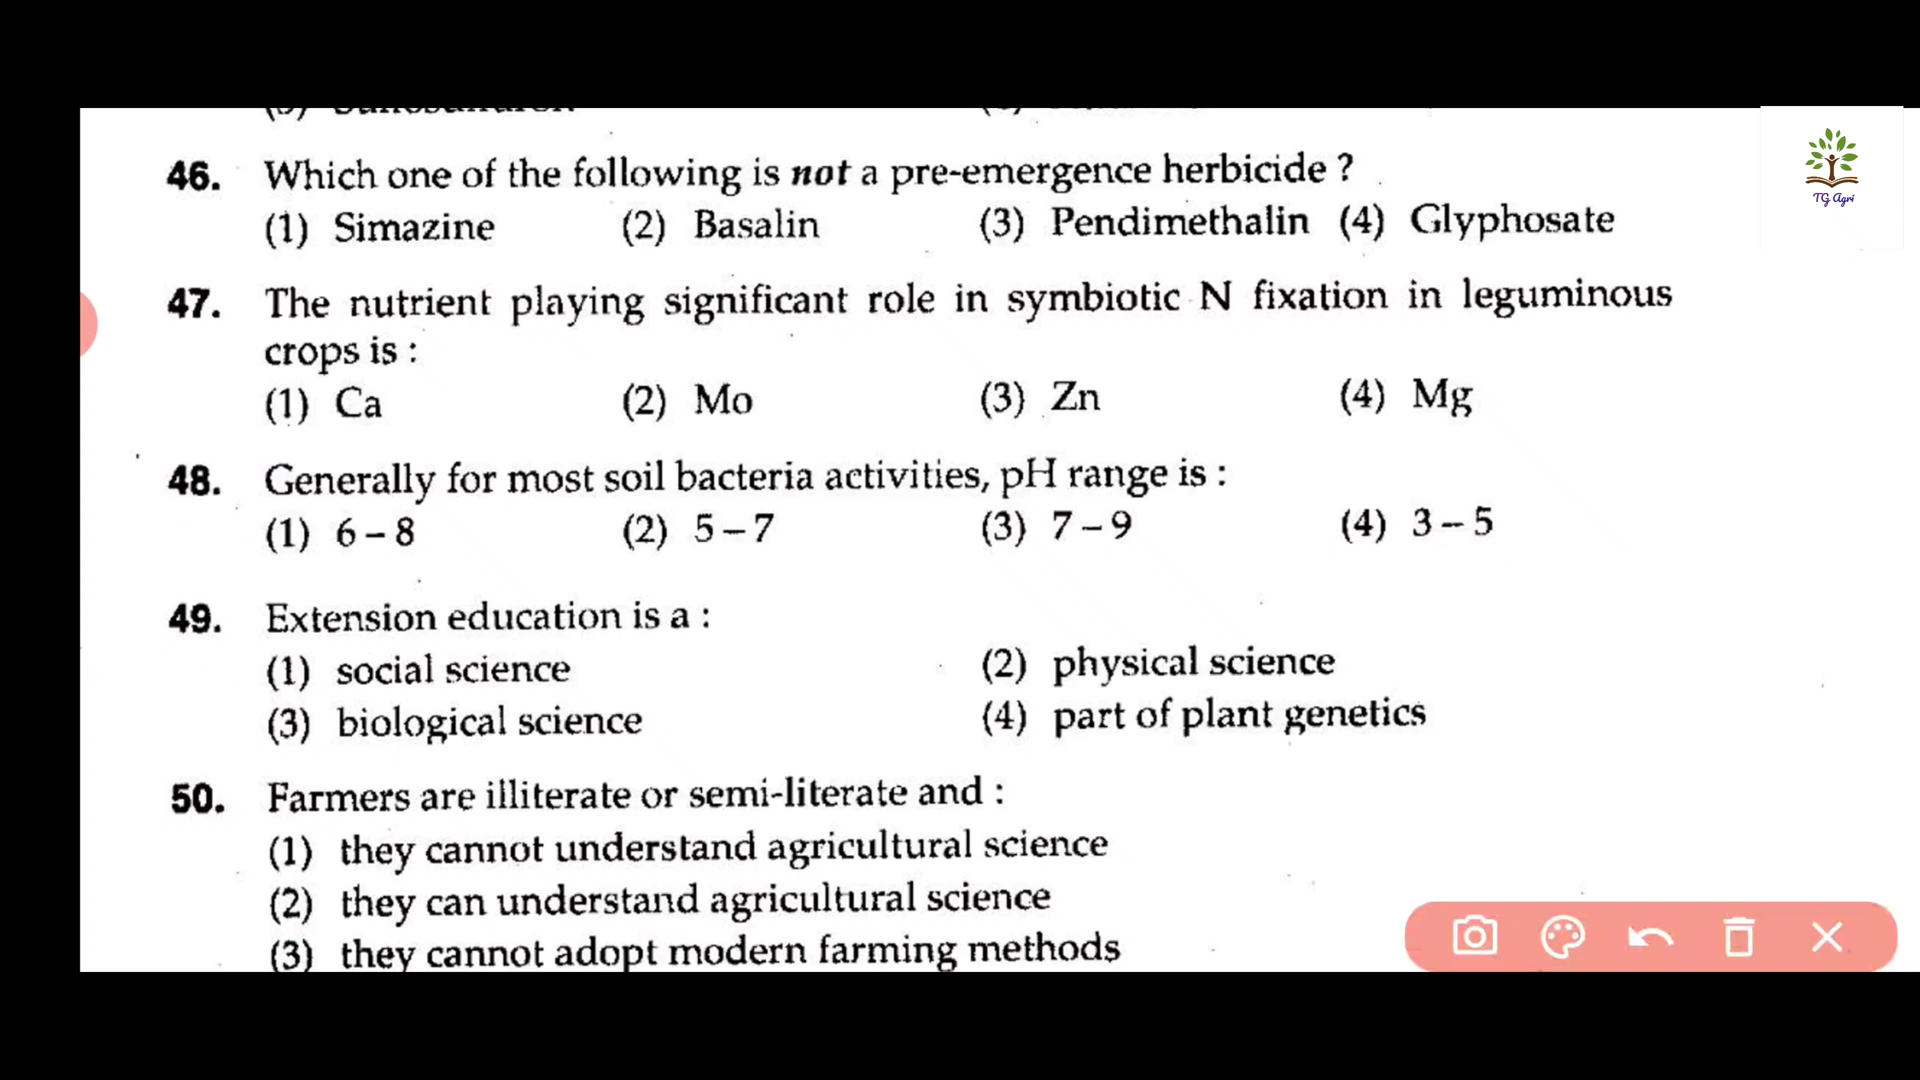 46. Which one of the following is not a pre-emergence herbicide ?
(1) Simazine (2) Basalin (3) Pendimethalin (4) Glyphosate
47. The nutrient playing significant role in symbiotic N fixation in leguminous
crops is :
(1) Ca (2) Mo (3) Zn (4) Mg
48. Generally for most soil bacteria activities, pH range is :
(1) 6 – 8 (2) 5 – 7 (3) 7 – 9 (4) 3 – 5
49. Extension education is a :
(1) social science (2) physical science
(3) biological science (4) part of plant genetics
50. Farmers are illiterate or semi-literate and :
(1) they cannot understand agricultural science
(2) they can understand agricultural science
(3) they cannot adopt modern farming methods
TG Agri